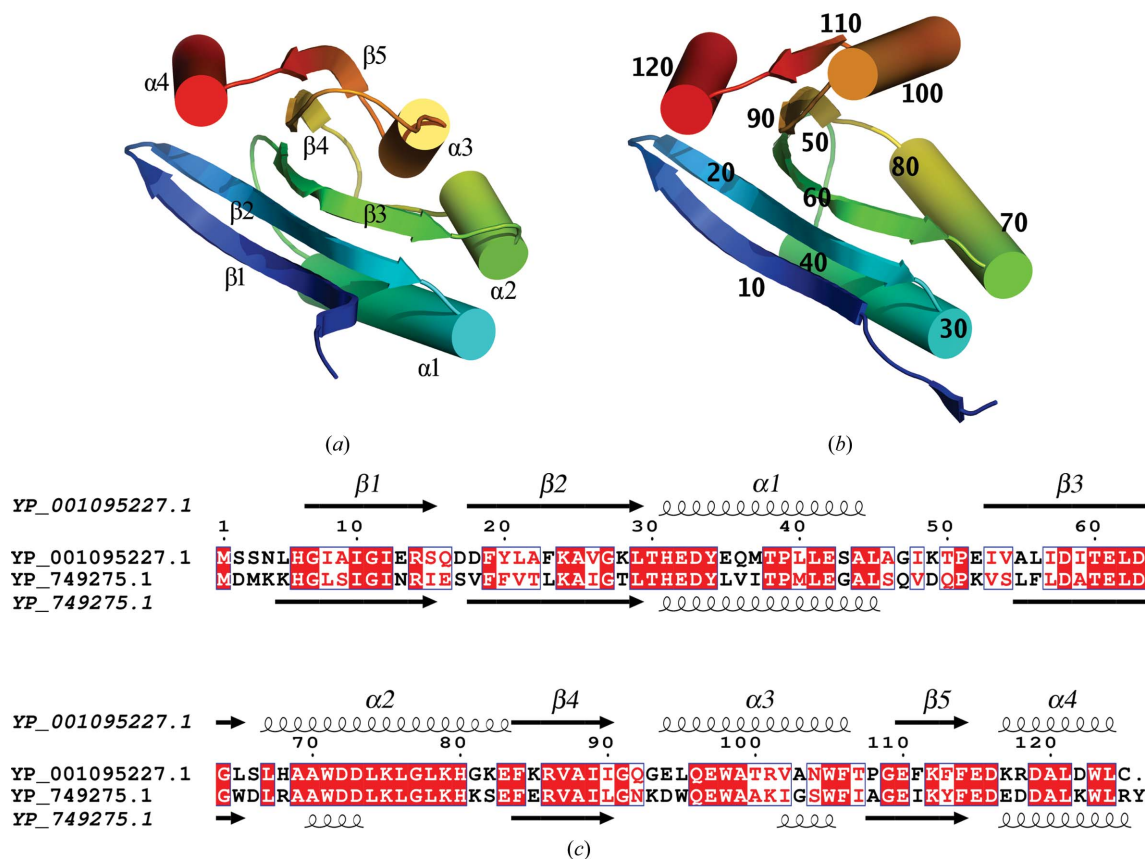 (a)
α4
β5
β4
α3
β2
β3
β1
α2
α1
(b)
110
120
100
90
50
80
20
60
70
40
10
30
β1 β2 α1 β3
YP_001095227.1
1 10 20 30 40 50 60
YP_001095227.1 MSSNLHGIAIGIERSQDDFYLAFKAVGKLTHEDYEQMTPLLESALAGIKTPEIVALIDITELD
YP_749275.1 MDMKKHGLSIGINRIESVFFVTLKAIGTLTHEDYLVITPMLEGALSQVDQPKVSLFLDATELD
YP_749275.1
α2 β4 α3 β5 α4
YP_001095227.1
70 80 90 100 110 120
YP_001095227.1 GLSLHAAWDDLKLGLKHGKEFKRVAIIGQGELQEWATRVANWFTPGEFKFFEDKRDALDWLC.
YP_749275.1 GWDLRAAWDDLKLGLKHKSEFERVAILGNKDWQEWAAKIGSWFIAGEIKYFEDEDDALKWLRY
YP_749275.1
(c)